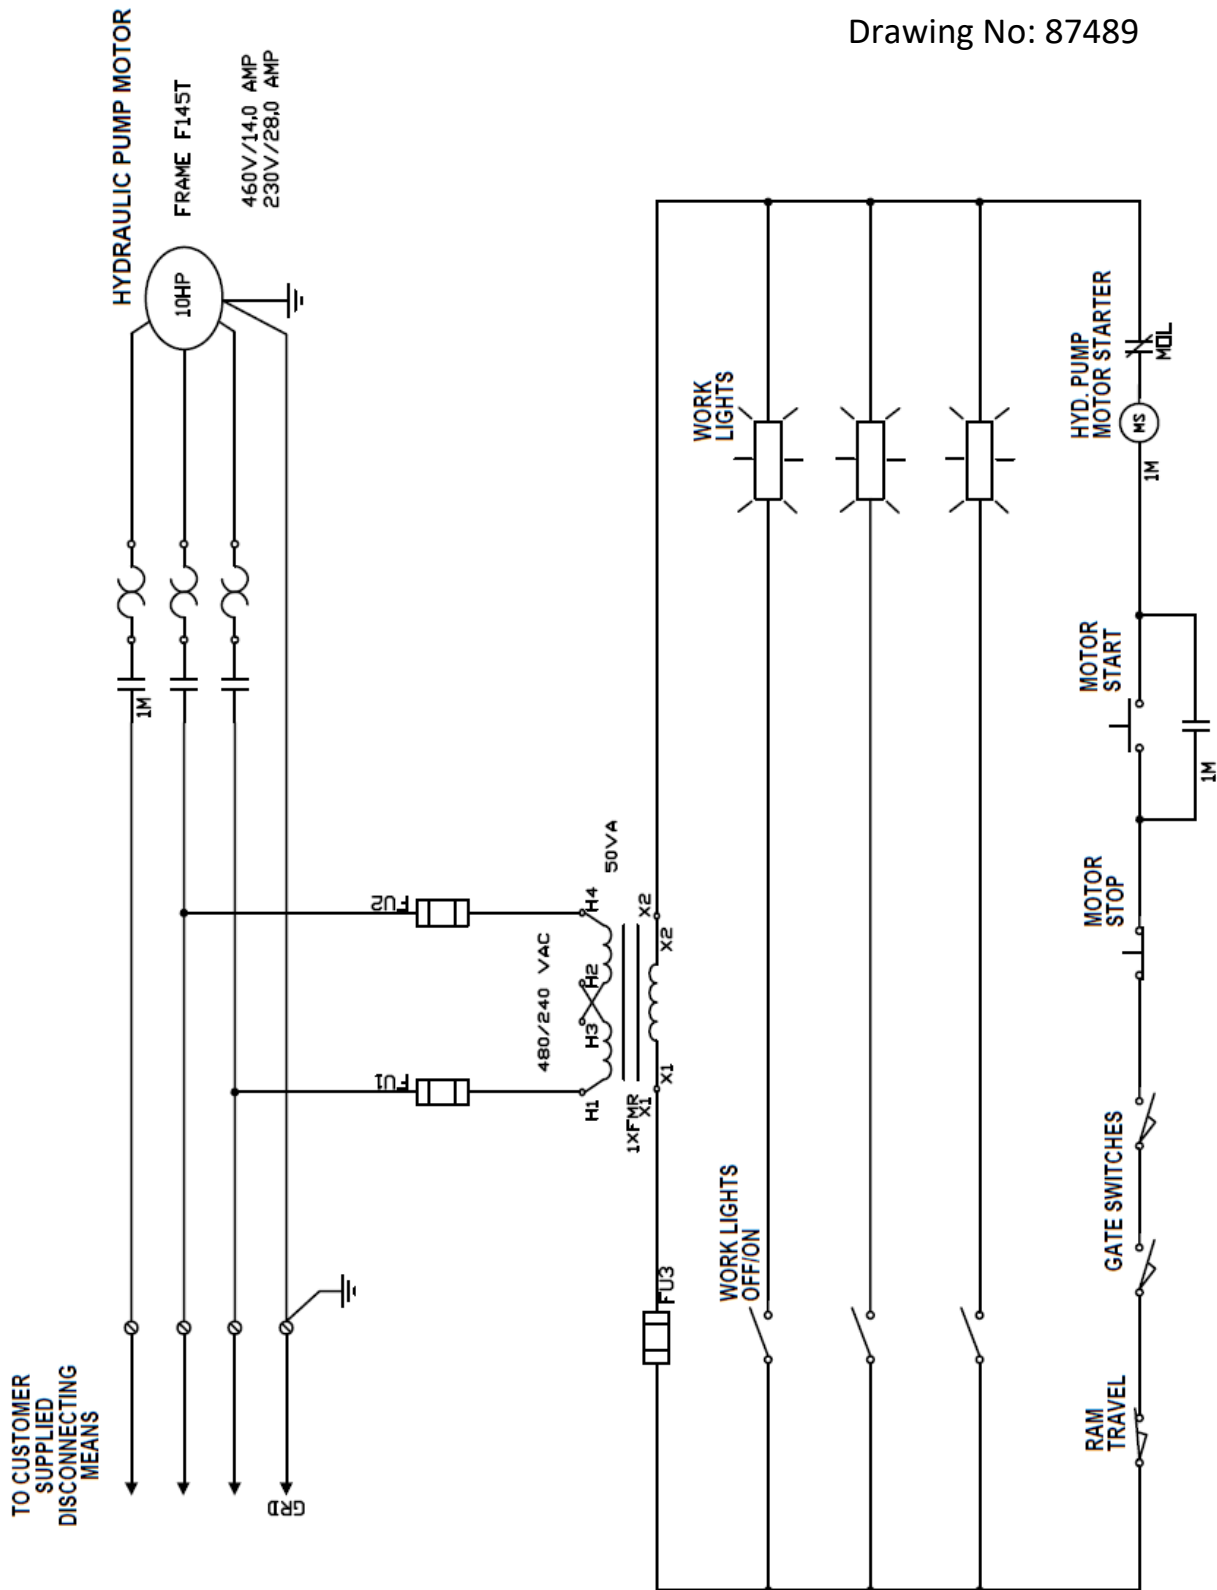 Drawing No: 87489
HYDRAULIC PUMP MOTOR
10HP
FRAME F145T
460V/14.0 AMP
230V/28.0 AMP
1M
TO CUSTOMER
SUPPLIED
DISCONNECTING
MEANS
GRD
FU1
FU2
480/240 VAC
50VA
H1
H3
H2
H4
1XFMR
X1
X1
X2
X2
FU3
WORK LIGHTS
OFF/ON
WORK
LIGHTS
RAM
TRAVEL
GATE SWITCHES
MOTOR
STOP
MOTOR
START
1M
HYD. PUMP
MOTOR STARTER
MS
1M
MOL